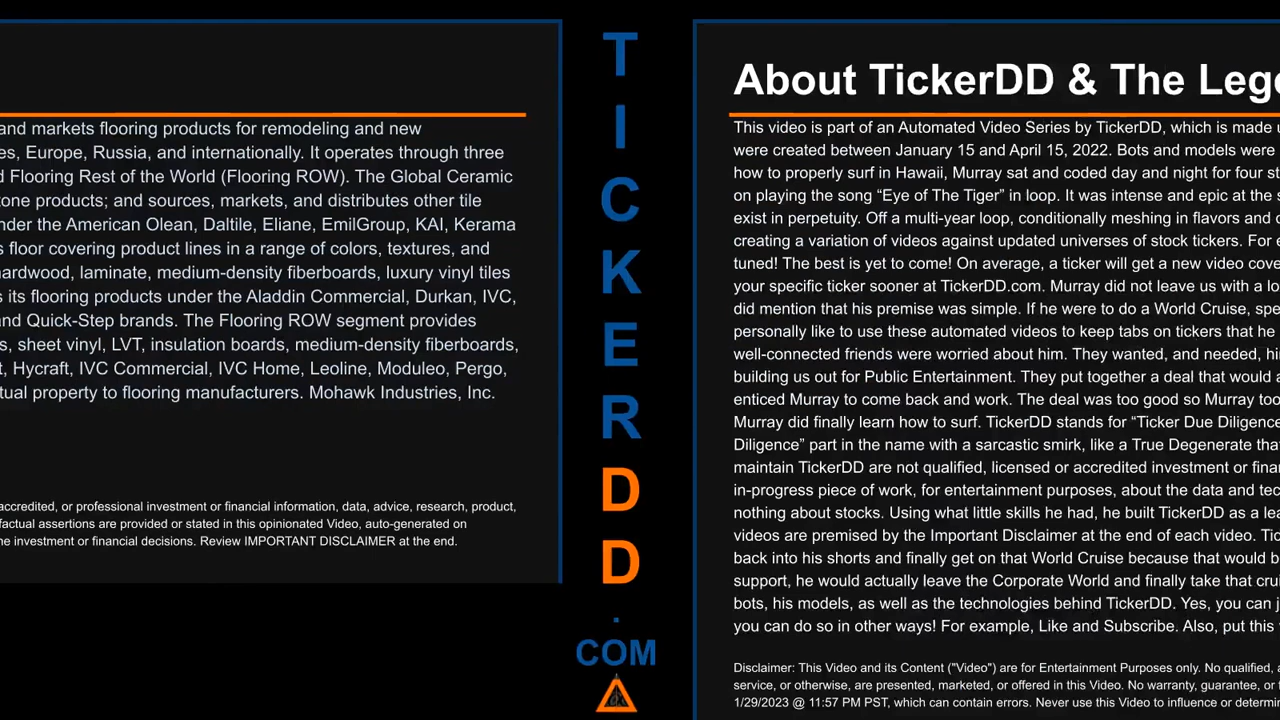 and markets flooring products for remodeling and new
es, Europe, Russia, and internationally. It operates through three
d Flooring Rest of the World (Flooring ROW). The Global Ceramic
tone products; and sources, markets, and distributes other tile
nder the American Olean, Daltile, Eliane, EmilGroup, KAI, Kerama
s floor covering product lines in a range of colors, textures, and
hardwood, laminate, medium-density fiberboards, luxury vinyl tiles
s its flooring products under the Aladdin Commercial, Durkan, IVC,
and Quick-Step brands. The Flooring ROW segment provides
s, sheet vinyl, LVT, insulation boards, medium-density fiberboards,
t, Hycraft, IVC Commercial, IVC Home, Leoline, Moduleo, Pergo,
tual property to flooring manufacturers. Mohawk Industries, Inc.
accredited, or professional investment or financial information, data, advice, research, product,
factual assertions are provided or stated in this opinionated Video, auto-generated on
ne investment or financial decisions. Review IMPORTANT DISCLAIMER at the end.
T
I
C
K
E
R
D
D
.
COM
About TickerDD & The Lege
This video is part of an Automated Video Series by TickerDD, which is made u
were created between January 15 and April 15, 2022. Bots and models were
how to properly surf in Hawaii, Murray sat and coded day and night for four st
on playing the song “Eye of The Tiger” in loop. It was intense and epic at the s
exist in perpetuity. Off a multi-year loop, conditionally meshing in flavors and c
creating a variation of videos against updated universes of stock tickers. For e
tuned! The best is yet to come! On average, a ticker will get a new video cove
your specific ticker sooner at TickerDD.com. Murray did not leave us with a lo
did mention that his premise was simple. If he were to do a World Cruise, spe
personally like to use these automated videos to keep tabs on tickers that he
well-connected friends were worried about him. They wanted, and needed, hi
building us out for Public Entertainment. They put together a deal that would a
enticed Murray to come back and work. The deal was too good so Murray too
Murray did finally learn how to surf. TickerDD stands for “Ticker Due Diligence
Diligence” part in the name with a sarcastic smirk, like a True Degenerate tha
maintain TickerDD are not qualified, licensed or accredited investment or fina
in-progress piece of work, for entertainment purposes, about the data and tec
nothing about stocks. Using what little skills he had, he built TickerDD as a lea
videos are premised by the Important Disclaimer at the end of each video. Tic
back into his shorts and finally get on that World Cruise because that would b
support, he would actually leave the Corporate World and finally take that crui
bots, his models, as well as the technologies behind TickerDD. Yes, you can j
you can do so in other ways! For example, Like and Subscribe. Also, put this
Disclaimer: This Video and its Content ("Video") are for Entertainment Purposes only. No qualified, a
service, or otherwise, are presented, marketed, or offered in this Video. No warranty, guarantee, or f
1/29/2023 @ 11:57 PM PST, which can contain errors. Never use this Video to influence or determin